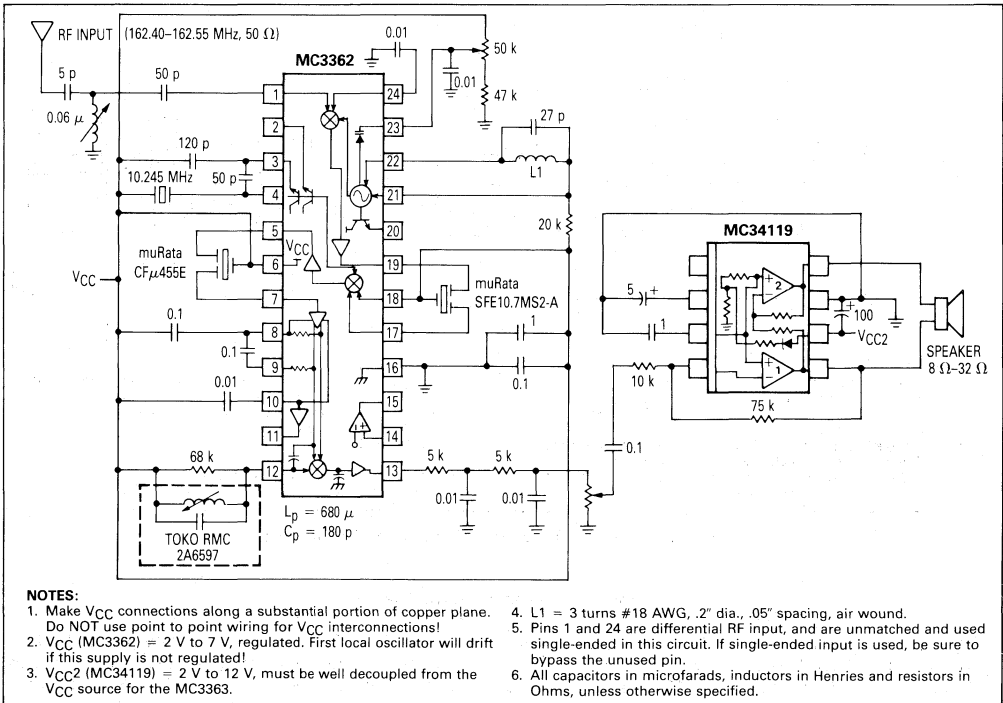 RF INPUT (162.40–162.55 MHz, 50 Ω)
5 p
50 p
0.06 μ
MC3362
0.01
50 k
0.01
47 k
27 p
L1
120 p
50 p
10.245 MHz
20 k
muRata
CFμ455E
VCC
VCC
muRata
SFE10.7MS2-A
0.1
0.1
0.01
1
0.1
68 k
TOKO RMC
2A6597
Lp = 680 μ
Cp = 180 p
5 k
5 k
0.01
0.01
1
2
3
4
5
6
7
8
9
10
11
12
24
23
22
21
20
19
18
17
16
15
14
13
MC34119
5 +
1
10 k
75 k
0.1
+
− 2
+
− 1
+
100
VCC2
SPEAKER
8 Ω–32 Ω
NOTES:
1. Make VCC connections along a substantial portion of copper plane.
Do NOT use point to point wiring for VCC interconnections!
2. VCC (MC3362) = 2 V to 7 V, regulated. First local oscillator will drift
if this supply is not regulated!
3. VCC2 (MC34119) = 2 V to 12 V, must be well decoupled from the
VCC source for the MC3363.
4. L1 = 3 turns #18 AWG, .2″ dia., .05″ spacing, air wound.
5. Pins 1 and 24 are differential RF input, and are unmatched and used
single-ended in this circuit. If single-ended input is used, be sure to
bypass the unused pin.
6. All capacitors in microfarads, inductors in Henries and resistors in
Ohms, unless otherwise specified.